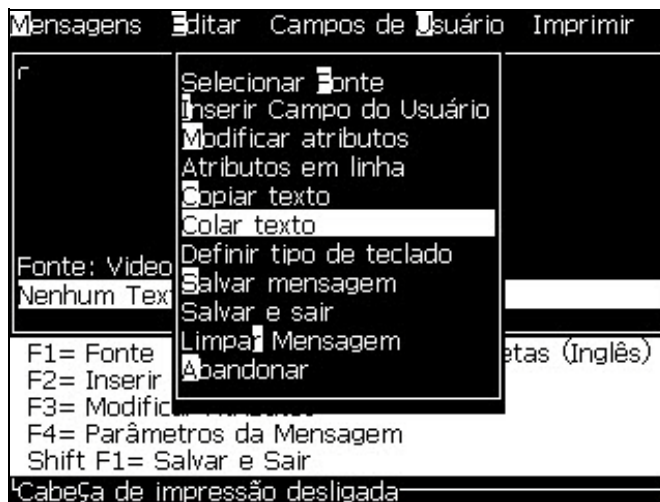 Mensagens Editar Campos de Usuário Imprimir
Selecionar Fonte
Inserir Campo do Usuário
Modificar atributos
Atributos em linha
Copiar texto
Colar texto
Definir tipo de teclado
Salvar mensagem
Salvar e sair
Limpar Mensagem
Abandonar
Fonte: Video
Nenhum Tex
F1= Fonte etas (Inglês)
F2= Inserir
F3= Modificar Atributos
F4= Parâmetros da Mensagem
Shift F1= Salvar e Sair
Cabeça de impressão desligada